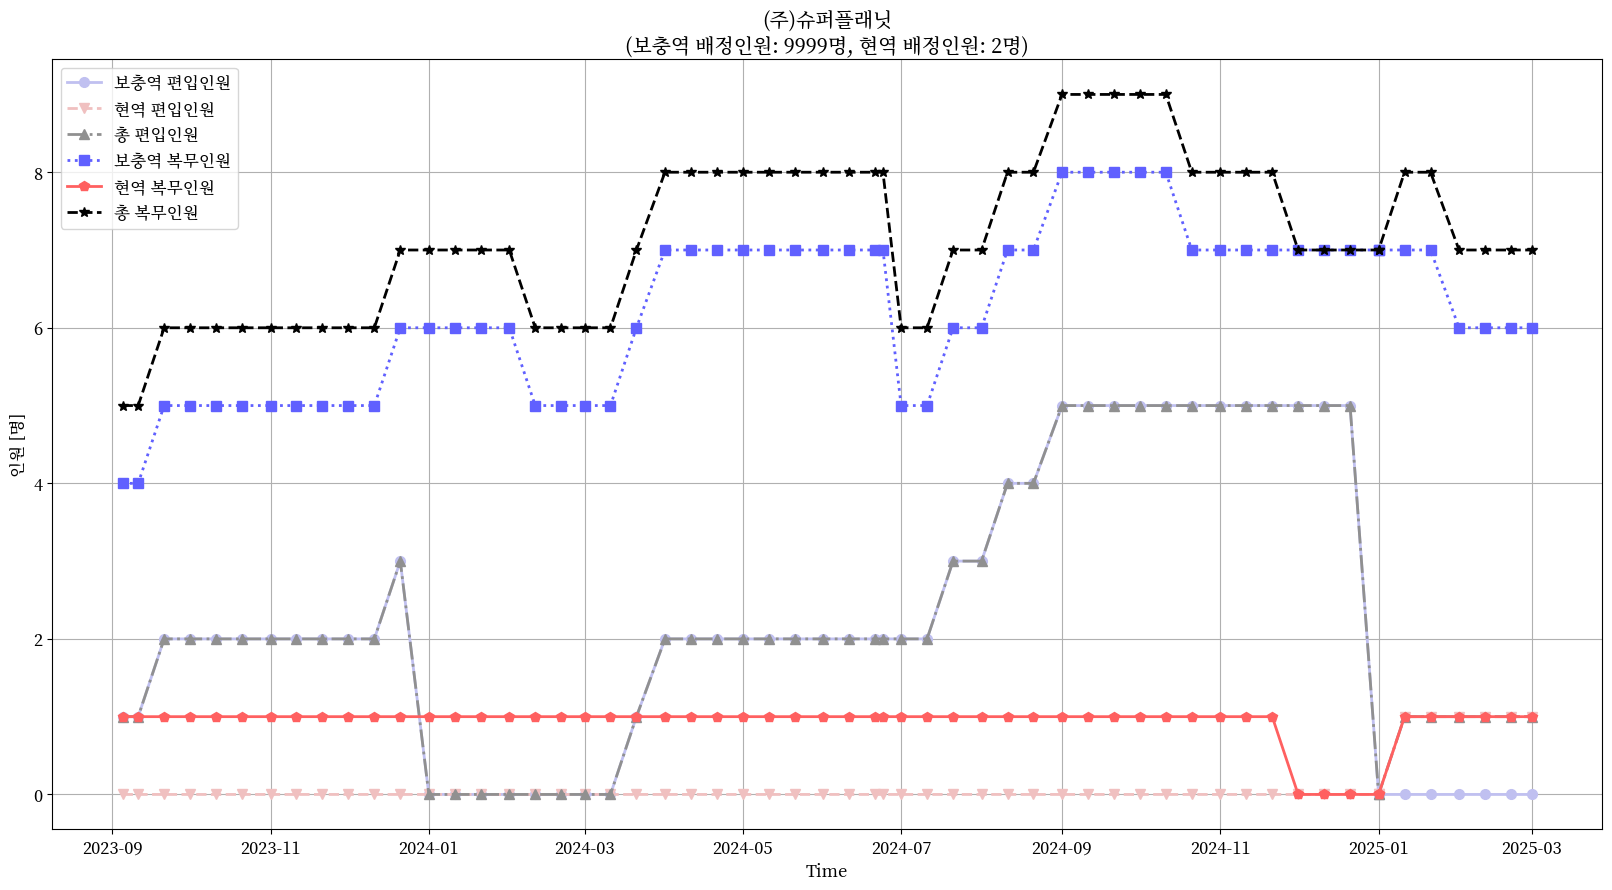 (주)슈퍼플래닛
(보충역 배정인원: 9999명, 현역 배정인원: 2명)
보충역 편입인원
현역 편입인원
총 편입인원
보충역 복무인원
현역 복무인원
총 복무인원
인원 [명]
8
6
4
2
0
2023-09 2023-11 2024-01 2024-03 2024-05 2024-07 2024-09 2024-11 2025-01 2025-03
Time